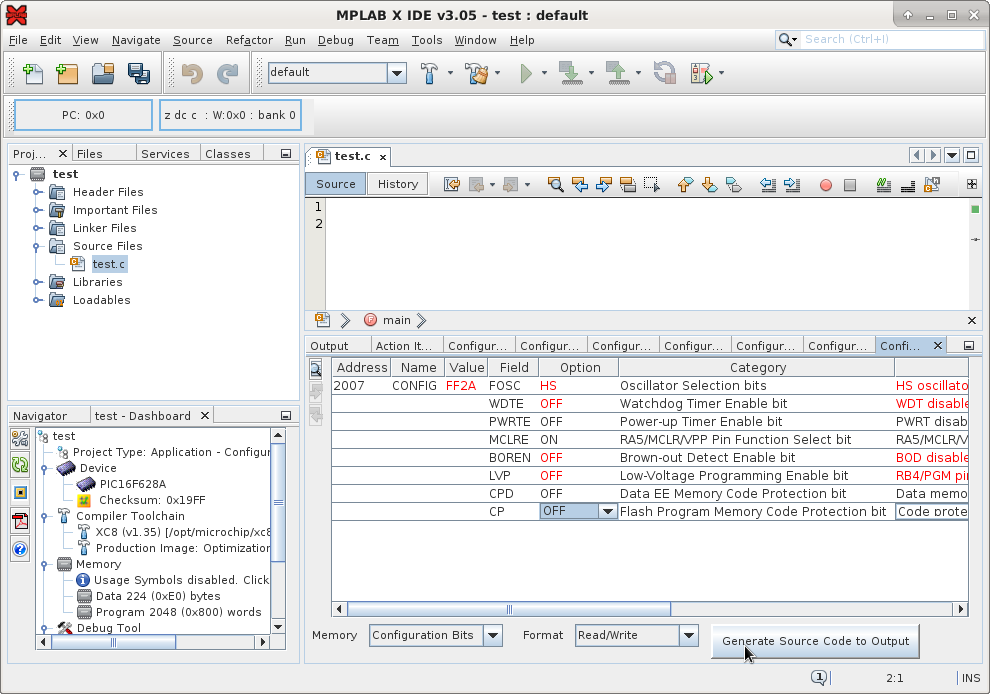 MPLAB X IDE v3.05 - test : default
File Edit View Navigate Source Refactor Run Debug Team Tools Window Help
Search (Ctrl+I)
default
PC: 0x0
z dc c : W:0x0 : bank 0
Proj... Files Services Classes
test
Header Files
Important Files
Linker Files
Source Files
test.c
Libraries
Loadables
Navigator test - Dashboard
test
Project Type: Application - Configur
Device
PIC16F628A
Checksum: 0x19FF
Compiler Toolchain
XC8 (v1.35) [/opt/microchip/xc8
Production Image: Optimization
Memory
Usage Symbols disabled. Click
Data 224 (0xE0) bytes
Program 2048 (0x800) words
Debug Tool
test.c
Source History
1
2
main
Output Action It... Configur... Configur... Configur... Configur... Configur... Configur... Confi...
Address Name Value Field Option Category
2007 CONFIG FF2A FOSC HS Oscillator Selection bits HS oscillato
WDTE OFF Watchdog Timer Enable bit WDT disable
PWRTE OFF Power-up Timer Enable bit PWRT disab
MCLRE ON RA5/MCLR/VPP Pin Function Select bit RA5/MCLR/V
BOREN OFF Brown-out Detect Enable bit BOD disable
LVP OFF Low-Voltage Programming Enable bit RB4/PGM pi
CPD OFF Data EE Memory Code Protection bit Data memo
CP OFF Flash Program Memory Code Protection bit Code prote
Memory Configuration Bits Format Read/Write Generate Source Code to Output
1 2:1 INS